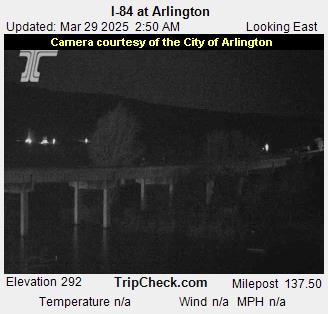 I-84 at Arlington
Updated: Mar 29 2025 2:50 AM Looking East
Camera courtesy of the City of Arlington
Elevation 292 TripCheck.com Milepost 137.50
Temperature n/a Wind n/a MPH n/a